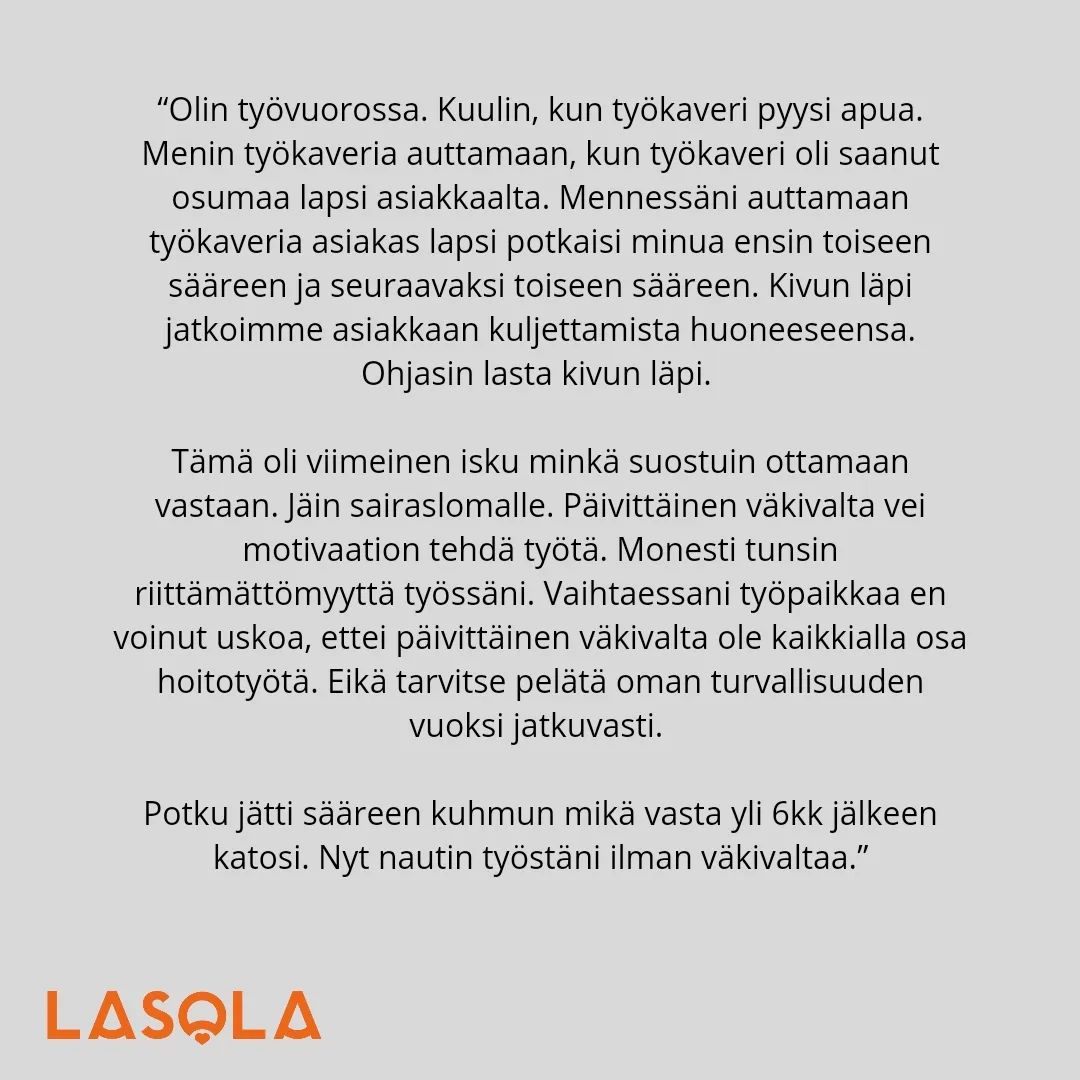 “Olin työvuorossa. Kuulin, kun työkaveri pyysi apua.
Menin työkaveria auttamaan, kun työkaveri oli saanut
osumaa lapsi asiakkaalta. Mennessäni auttamaan
työkaveria asiakas lapsi potkaisi minua ensin toiseen
sääreen ja seuraavaksi toiseen sääreen. Kivun läpi
jatkoimme asiakkaan kuljettamista huoneeseensa.
Ohjasin lasta kivun läpi.
Tämä oli viimeinen isku minkä suostuin ottamaan
vastaan. Jäin sairaslomalle. Päivittäinen väkivalta vei
motivaation tehdä työtä. Monesti tunsin
riittämättömyyttä työssäni. Vaihtaessani työpaikkaa en
voinut uskoa, ettei päivittäinen väkivalta ole kaikkialla osa
hoitotyötä. Eikä tarvitse pelätä oman turvallisuuden
vuoksi jatkuvasti.
Potku jätti sääreen kuhmun mikä vasta yli 6kk jälkeen
katosi. Nyt nautin työstäni ilman väkivaltaa.”
LASOLA